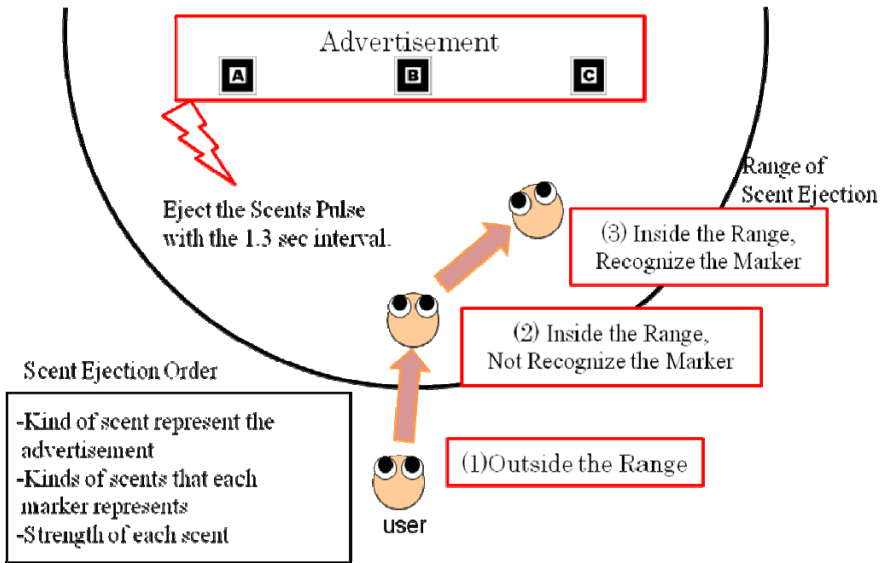 Advertisement
A B C
Eject the Scents Pulse
with the 1.3 sec interval.
Range of
Scent Ejection
(3) Inside the Range,
Recognize the Marker
(2) Inside the Range,
Not Recognize the Marker
Scent Ejection Order
-Kind of scent represent the
advertisement
-Kinds of scents that each
marker represents
-Strength of each scent
(1)Outside the Range
user